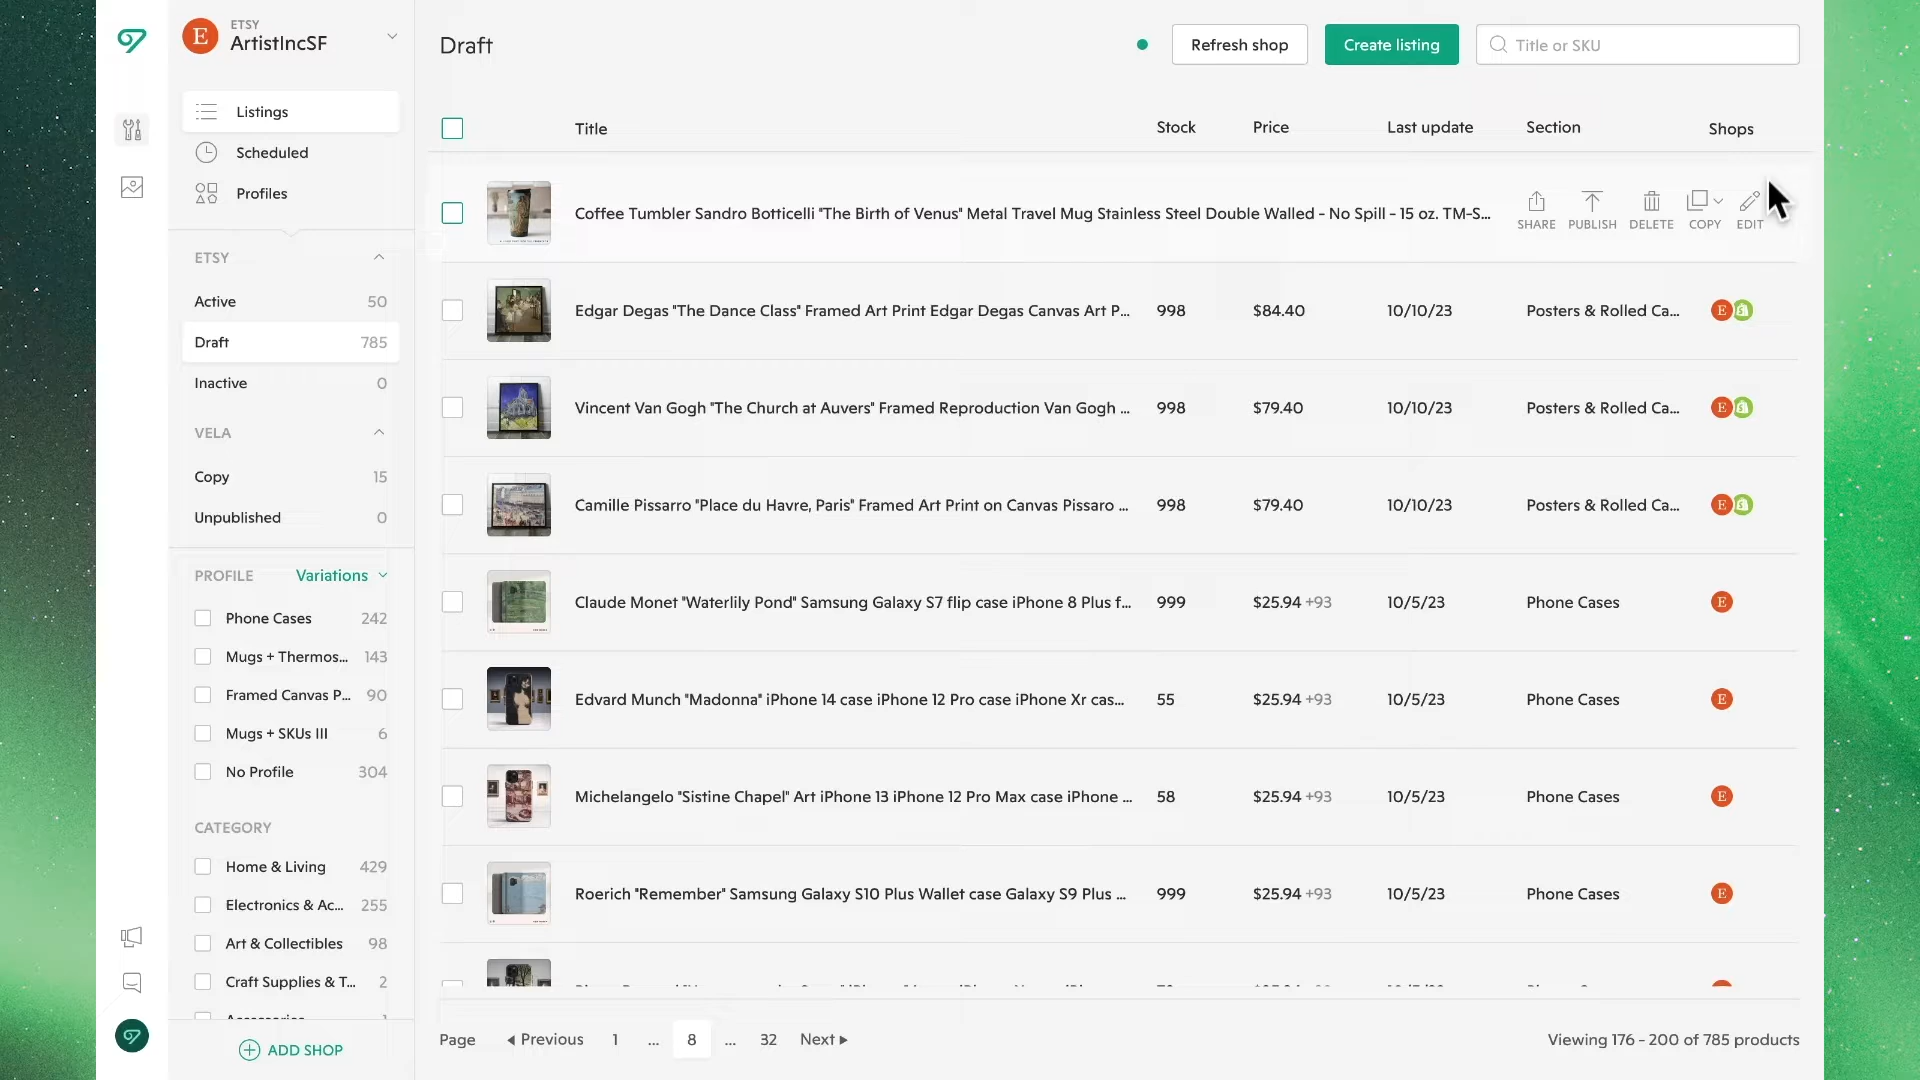 ETSY
ArtistIncSF
Listings
Scheduled
Profiles
ETSY
Active 50
Draft 785
Inactive 0
VELA
Copy 15
Unpublished 0
PROFILE Variations
Phone Cases 242
Mugs + Thermos... 143
Framed Canvas P... 90
Mugs + SKUs III 6
No Profile 304
CATEGORY
Home & Living 429
Electronics & Ac... 255
Art & Collectibles 98
Craft Supplies & T... 2
ADD SHOP
Draft Refresh shop Create listing Title or SKU
Title Stock Price Last update Section Shops
Coffee Tumbler Sandro Botticelli "The Birth of Venus" Metal Travel Mug Stainless Steel Double Walled - No Spill - 15 oz. TM-S... SHARE PUBLISH DELETE COPY EDIT
Edgar Degas "The Dance Class" Framed Art Print Edgar Degas Canvas Art P... 998 $84.40 10/10/23 Posters & Rolled Ca... E
Vincent Van Gogh "The Church at Auvers" Framed Reproduction Van Gogh ... 998 $79.40 10/10/23 Posters & Rolled Ca... E
Camille Pissarro "Place du Havre, Paris" Framed Art Print on Canvas Pissaro ... 998 $79.40 10/10/23 Posters & Rolled Ca... E
Claude Monet "Waterlily Pond" Samsung Galaxy S7 flip case iPhone 8 Plus f... 999 $25.94 +93 10/5/23 Phone Cases E
Edvard Munch "Madonna" iPhone 14 case iPhone 12 Pro case iPhone Xr cas... 55 $25.94 +93 10/5/23 Phone Cases E
Michelangelo "Sistine Chapel" Art iPhone 13 iPhone 12 Pro Max case iPhone ... 58 $25.94 +93 10/5/23 Phone Cases E
Roerich "Remember" Samsung Galaxy S10 Plus Wallet case Galaxy S9 Plus ... 999 $25.94 +93 10/5/23 Phone Cases E
Page Previous 1 ... 8 ... 32 Next Viewing 176 - 200 of 785 products